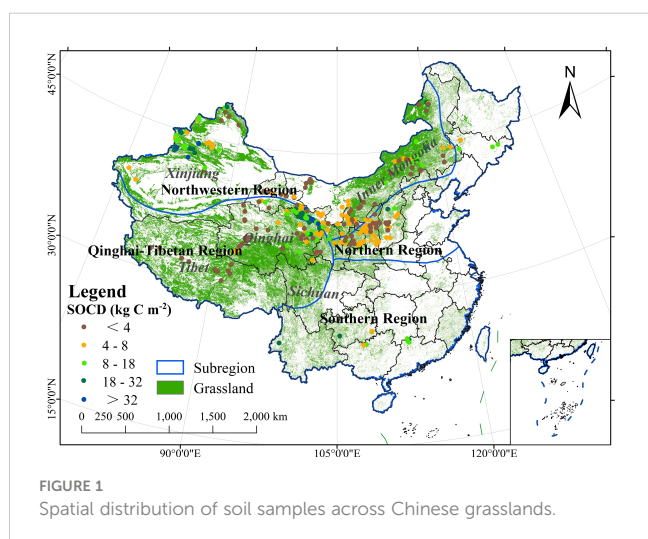 45°0'0"N
30°0'0"N
15°0'0"N
N
Xinjiang
Northwestern Region
Inner Mongolia
Qinghai-Tibetan Region
Qinghai
Tibet
Northern Region
Sichuan
Southern Region
Legend
SOCD (kg C m⁻²)
< 4
4 - 8
8 - 18
18 - 32
> 32
Subregion
Grassland
0 250 500 1,000 1,500 2,000 km
90°0'0"E
105°0'0"E
120°0'0"E
FIGURE 1
Spatial distribution of soil samples across Chinese grasslands.